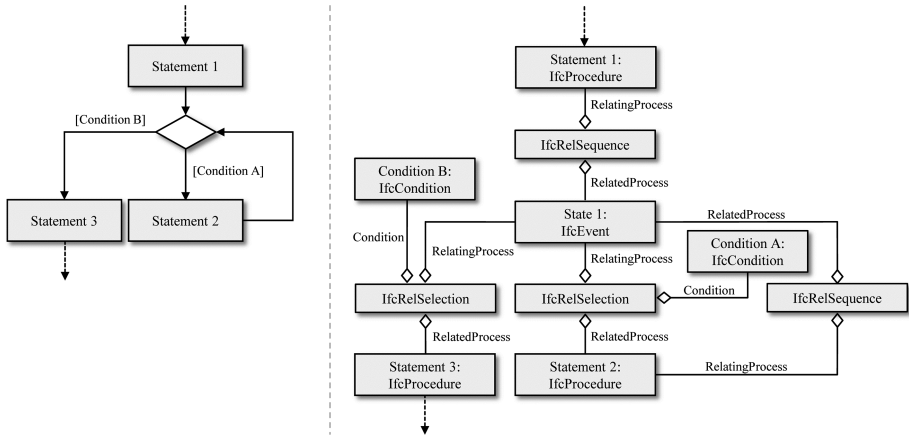 Statement 1
[Condition B]
[Condition A]
Statement 3
Statement 2
Statement 1:
IfcProcedure
RelatingProcess
IfcRelSequence
RelatedProcess
Condition B:
IfcCondition
State 1:
IfcEvent
RelatedProcess
Condition
RelatingProcess
RelatingProcess
Condition A:
IfcCondition
IfcRelSelection
IfcRelSelection
Condition
IfcRelSequence
RelatedProcess
RelatedProcess
Statement 3:
IfcProcedure
Statement 2:
IfcProcedure
RelatingProcess